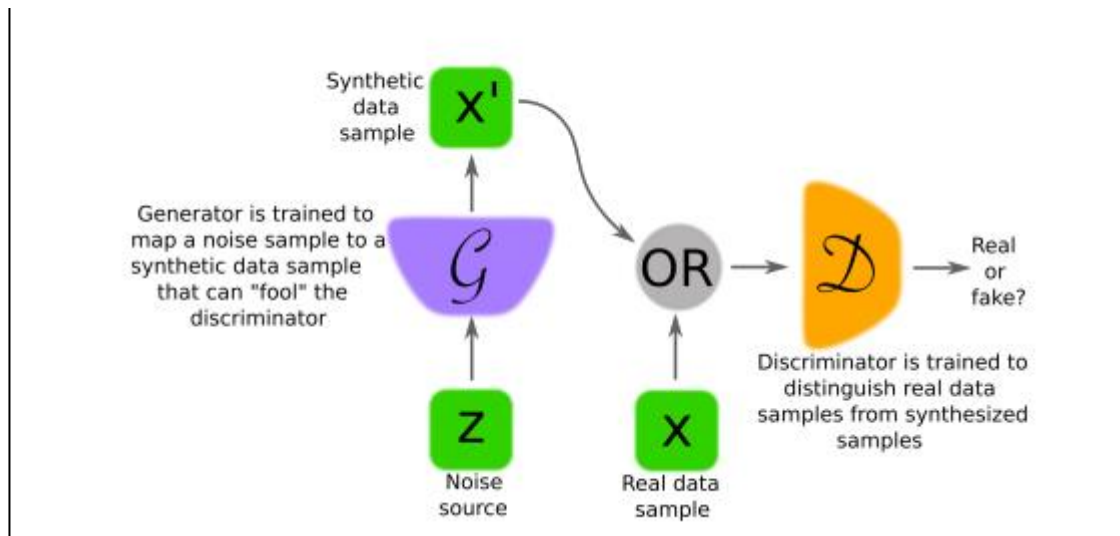 Synthetic
data
sample
x'
Generator is trained to
map a noise sample to a
synthetic data sample
that can "fool" the
discriminator
G
z
Noise
source
OR
x
Real data
sample
D
Real
or
fake?
Discriminator is trained to
distinguish real data
samples from synthesized
samples